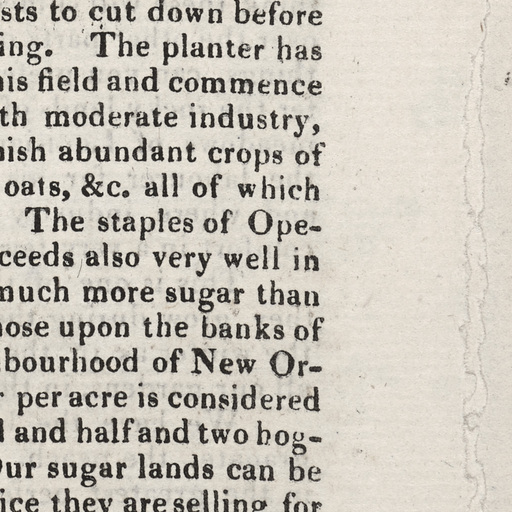 sts to cut down before
ing. The planter has
his field and commence
th moderate industry,
nish abundant crops of
oats, &c. all of which
The staples of Ope-
ceeds also very well in
much more sugar than
hose upon the banks of
bourhood of New Or-
per acre is considered
and half and two hog-
Our sugar lands can be
ice they are selling for